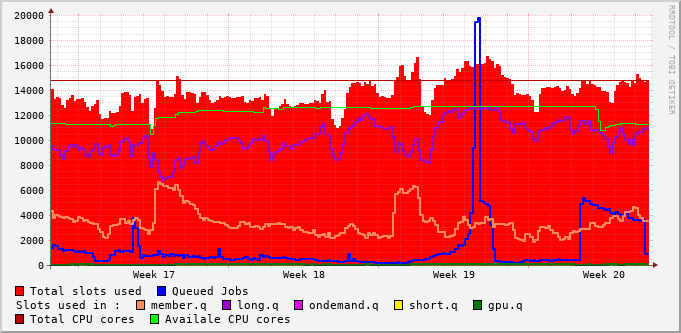 RRDTOOL / TOBI OETIKER
20000
18000
16000
14000
12000
10000
8000
6000
4000
2000
0
Week 17 Week 18 Week 19 Week 20
Total slots used Queued Jobs
Slots used in : member.q long.q ondemand.q short.q gpu.q
Total CPU cores Availale CPU cores